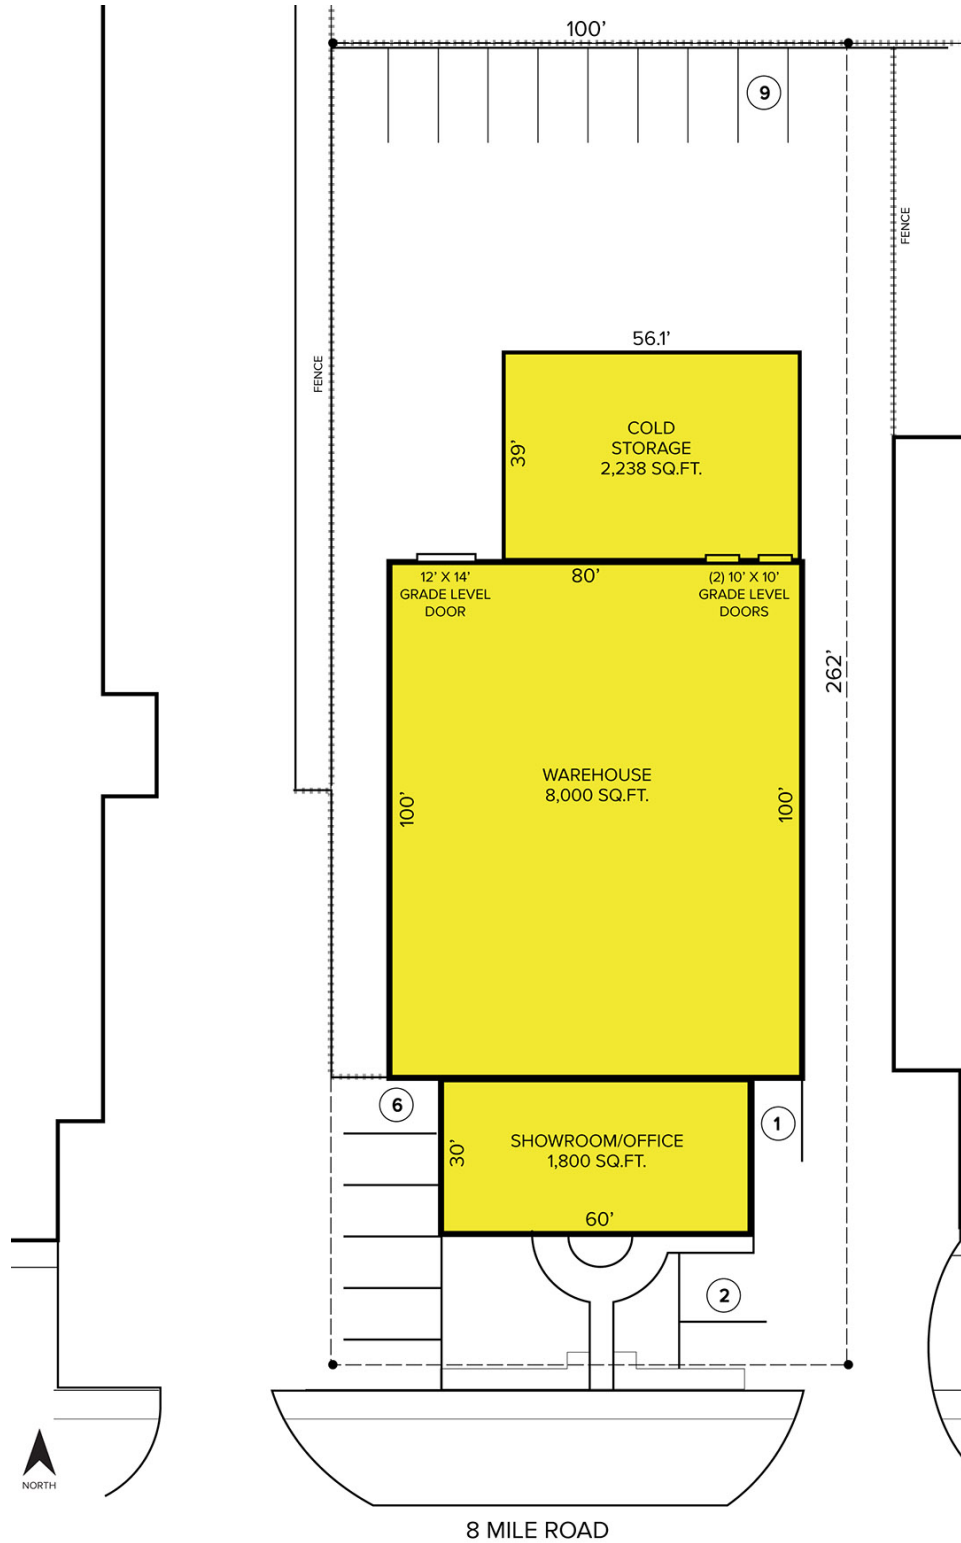 100'
9
FENCE
FENCE
56.1'
COLD
STORAGE
2,238 SQ.FT.
39'
12' X 14'
GRADE LEVEL
DOOR
80'
(2) 10' X 10'
GRADE LEVEL
DOORS
262'
WAREHOUSE
8,000 SQ.FT.
100'
100'
6
1
SHOWROOM/OFFICE
1,800 SQ.FT.
30'
60'
2
NORTH
8 MILE ROAD